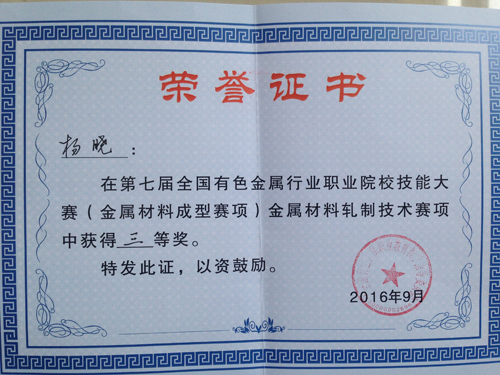 荣誉证书
杨晓：
在第七届全国有色金属行业职业院校技能大
赛（金属材料成型赛项）金属材料轧制技术赛项
中获得三等奖。
特发此证，以资鼓励。
2016年9月